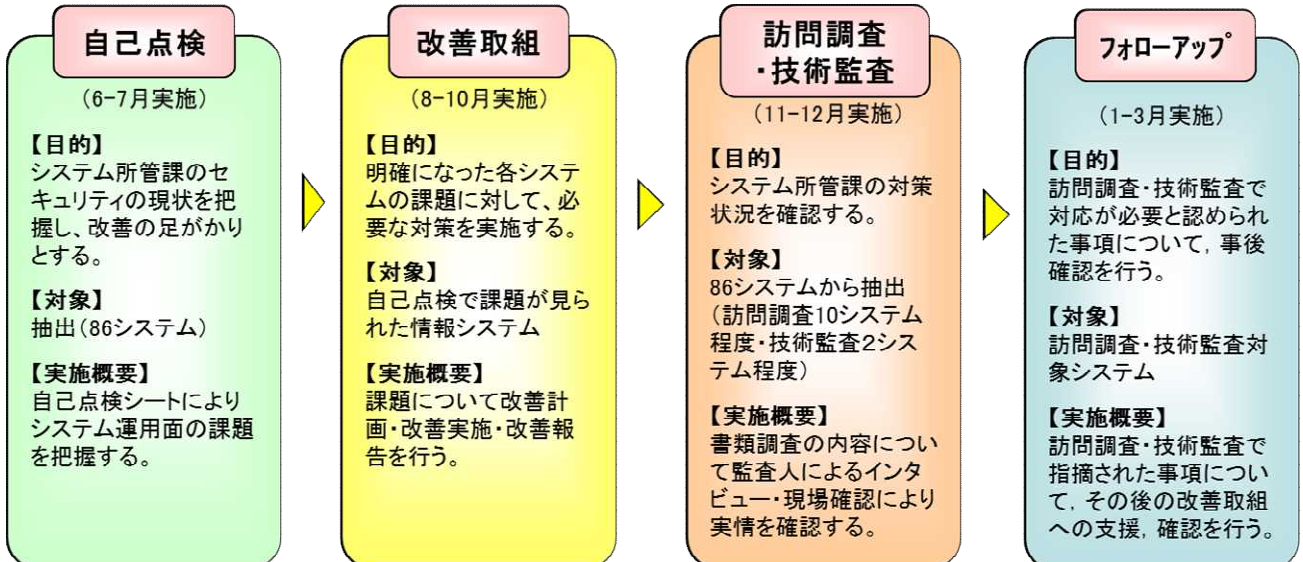 自己点検
(6-7月実施)
【目的】
システム所管課のセ
キュリティの現状を把
握し、改善の足がかり
とする。
【対象】
抽出(86システム)
【実施概要】
自己点検シートにより
システム運用面の課題
を把握する。
改善取組
(8-10月実施)
【目的】
明確になった各システ
ムの課題に対して、必
要な対策を実施する。
【対象】
自己点検で課題が見ら
れた情報システム
【実施概要】
課題について改善計
画・改善実施・改善報
告を行う。
訪問調査
・技術監査
(11-12月実施)
【目的】
システム所管課の対策
状況を確認する。
【対象】
86システムから抽出
(訪問調査10システム
程度・技術監査2シス
テム程度)
【実施概要】
書類調査の内容につい
て監査人によるインタ
ビュー・現場確認により
実情を確認する。
フォローアップ
(1-3月実施)
【目的】
訪問調査・技術監査で
対応が必要と認められ
た事項について,事後
確認を行う。
【対象】
訪問調査・技術監査対
象システム
【実施概要】
訪問調査・技術監査で
指摘された事項につい
て,その後の改善取組
への支援,確認を行う。